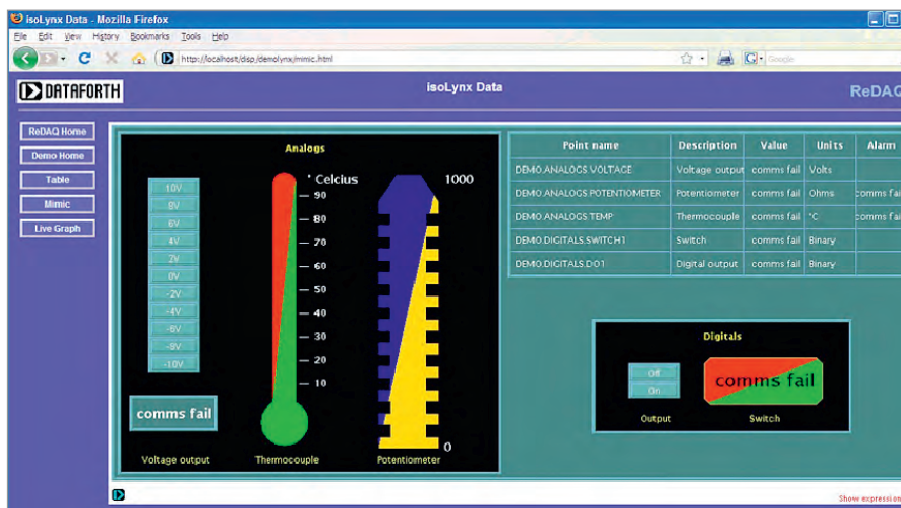 isoLynx Data - Mozilla Firefox
File Edit View History Bookmarks Tools Help
http://localhost/dsp/demolynx/mimic.html
Google
DATAFORTH
isoLynx Data
ReDAQ
ReDAQ Home
Demo Home
Table
Mimic
Live Graph
Analogs
10V
8V
6V
4V
2V
0V
-2V
-4V
-6V
-8V
-10V
comms fail
Voltage output
° Celcius
90
80
70
60
50
40
30
20
10
Thermocouple
1000
0
Potentiometer
Point name Description Value Units Alarm
DEMO.ANALOGS.VOLTAGE Voltage output comms fail Volts
DEMO.ANALOGS.POTENTIOMETER Potentiometer comms fail Ohms comms fai
DEMO.ANALOGS.TEMP Thermocouple comms fail °C comms fai
DEMO.DIGITALS.SWITCH1 Switch comms fail Binary
DEMO.DIGITALS.DO1 Digital output comms fail Binary
Digitals
Off
On
Output
comms fail
Switch
Show expression